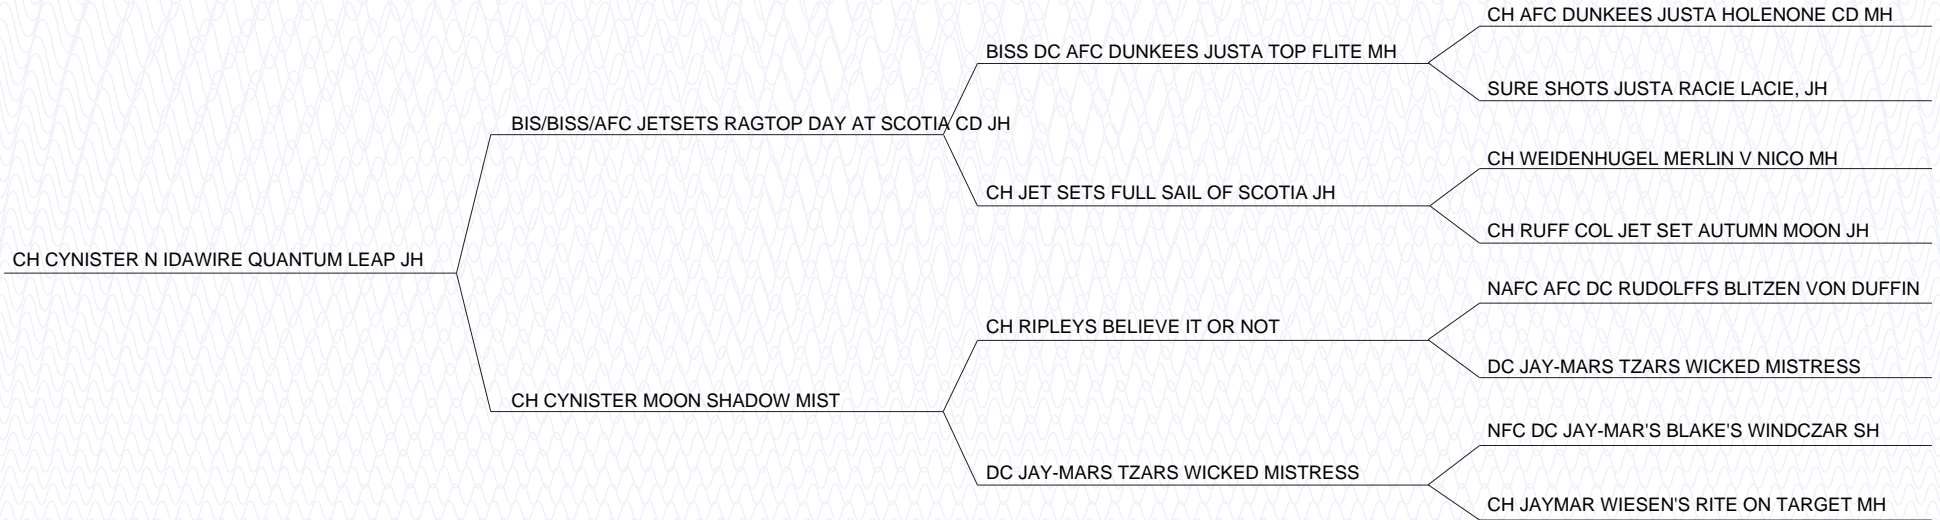 CH AFC DUNKEES JUSTA HOLENONE CD MH
BISS DC AFC DUNKEES JUSTA TOP FLITE MH
SURE SHOTS JUSTA RACIE LACIE, JH
BIS/BISS/AFC JETSETS RAGTOP DAY AT SCOTIA CD JH
CH WEIDENHUGEL MERLIN V NICO MH
CH JET SETS FULL SAIL OF SCOTIA JH
CH RUFF COL JET SET AUTUMN MOON JH
CH CYNISTER N IDAWIRE QUANTUM LEAP JH
NAFC AFC DC RUDOLFFS BLITZEN VON DUFFIN
CH RIPLEYS BELIEVE IT OR NOT
DC JAY-MARS TZARS WICKED MISTRESS
CH CYNISTER MOON SHADOW MIST
NFC DC JAY-MAR'S BLAKE'S WINDCZAR SH
DC JAY-MARS TZARS WICKED MISTRESS
CH JAYMAR WIESEN'S RITE ON TARGET MH